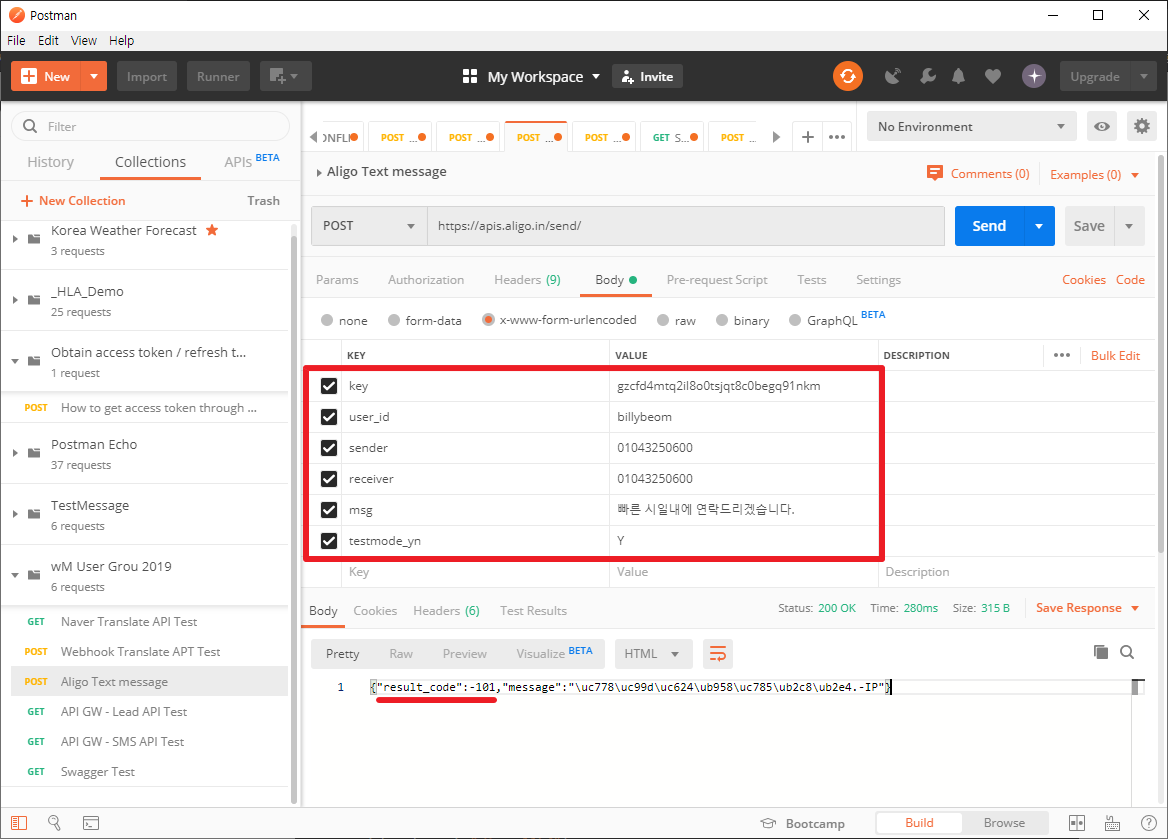 Postman
File Edit View Help
New Import Runner My Workspace Invite Upgrade
Filter
History Collections APIs BETA
New Collection Trash
Korea Weather Forecast
3 requests
_HLA_Demo
25 requests
Obtain access token / refresh t...
1 request
POST How to get access token through ...
Postman Echo
37 requests
TestMessage
6 requests
wM User Grou 2019
6 requests
GET Naver Translate API Test
POST Webhook Translate APT Test
POST Aligo Text message
GET API GW - Lead API Test
GET API GW - SMS API Test
GET Swagger Test
ONFLI POST ... POST ... POST ... POST ... GET S... POST ... No Environment
Aligo Text message Comments (0) Examples (0)
POST https://apis.aligo.in/send/ Send Save
Params Authorization Headers (9) Body Pre-request Script Tests Settings Cookies Code
none form-data x-www-form-urlencoded raw binary GraphQL BETA
KEY VALUE DESCRIPTION Bulk Edit
key gzcfd4mtq2il8o0tsjqt8c0begq91nkm
user_id billybeom
sender 01043250600
receiver 01043250600
msg 빠른 시일내에 연락드리겠습니다.
testmode_yn Y
Key Value Description
Body Cookies Headers (6) Test Results Status: 200 OK Time: 280ms Size: 315 B Save Response
Pretty Raw Preview Visualize BETA HTML
1 {"result_code":-101,"message":"\uc778\uc99d\uc624\ub958\uc785\ub2c8\ub2e4.-IP"}
Bootcamp Build Browse